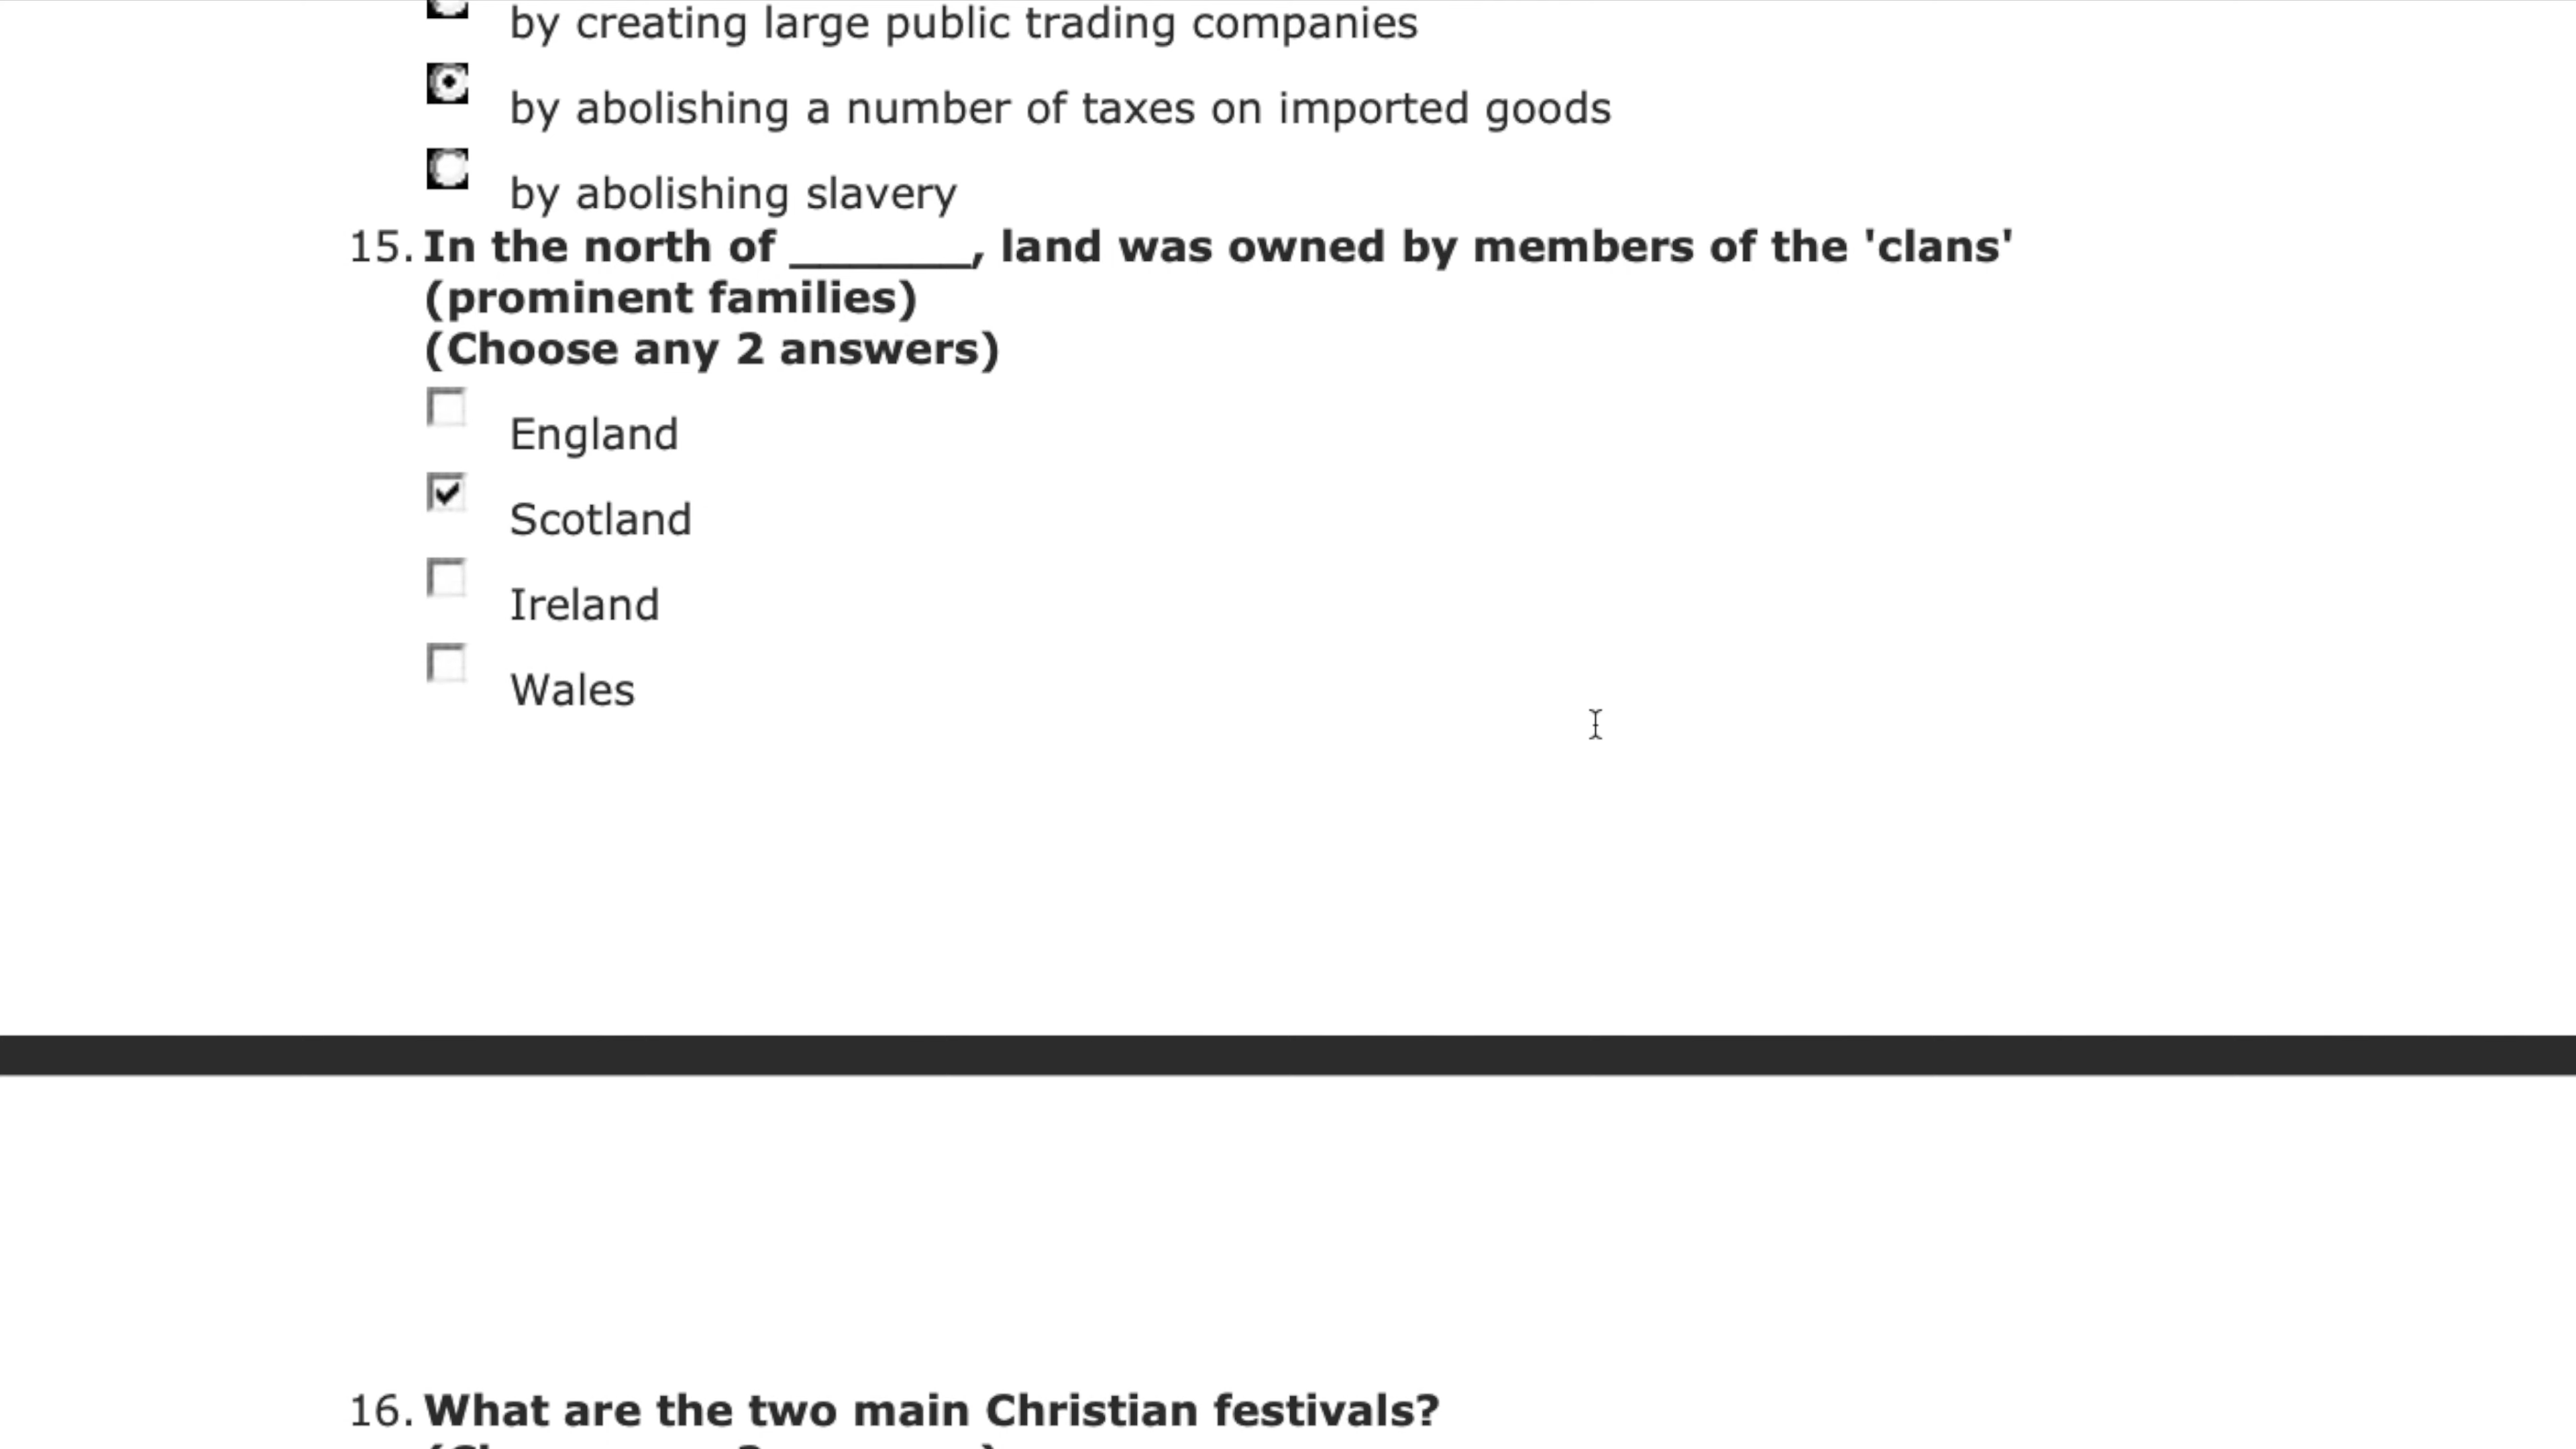 by creating large public trading companies
by abolishing a number of taxes on imported goods
by abolishing slavery
15. In the north of _______, land was owned by members of the 'clans'
(prominent families)
(Choose any 2 answers)
England
Scotland
Ireland
Wales
16. What are the two main Christian festivals?